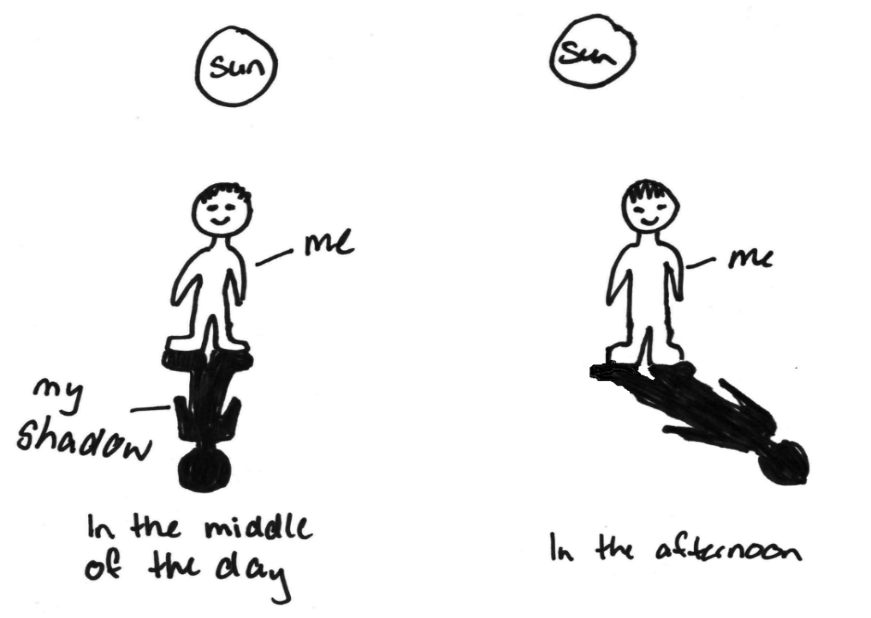 Sun
Sun
me
me
my
shadow
In the middle
of the day
In the afternoon